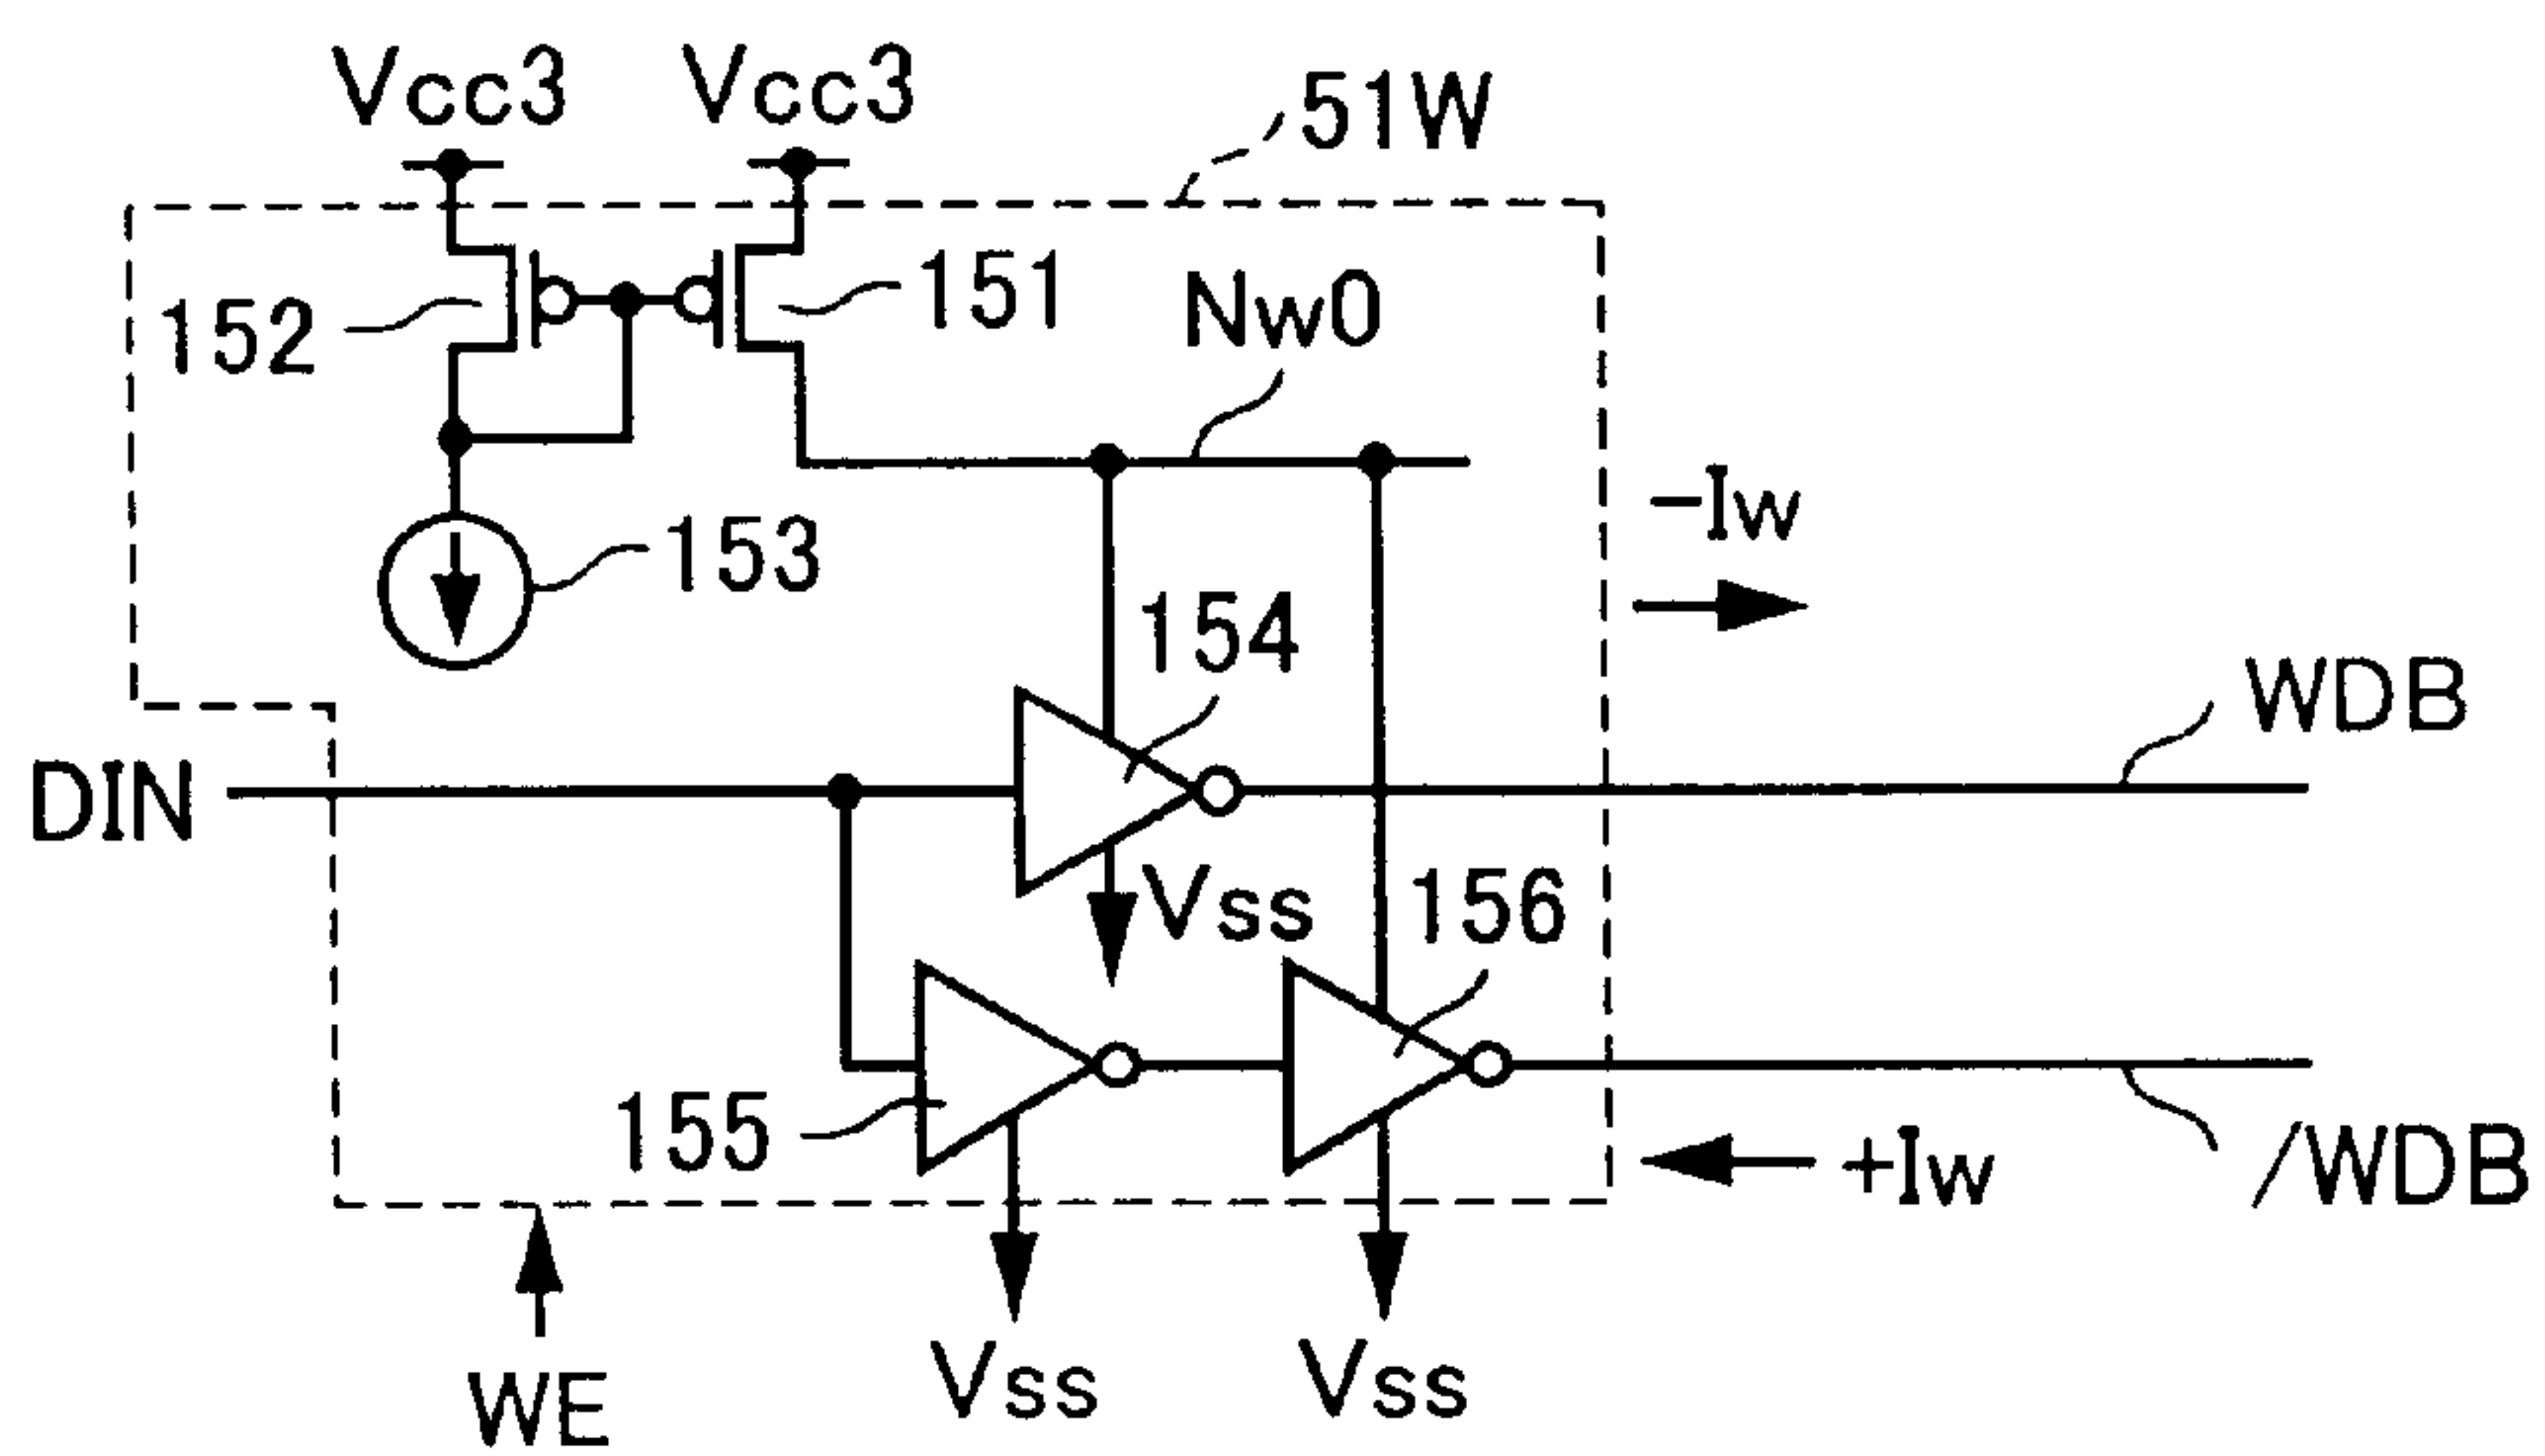 Vcc3 Vcc3
51W
152
151
Nw0
153
-Iw
154
WDB
DIN
Vss
156
155
+Iw
/WDB
WE
Vss
Vss